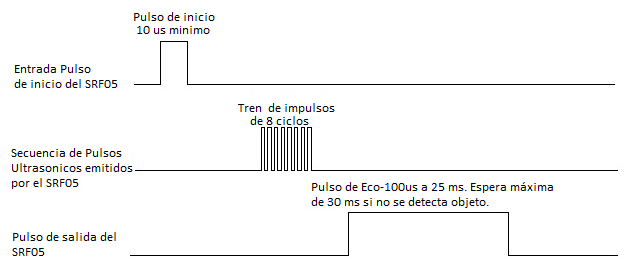 Pulso de inicio
10 us minimo
Entrada Pulso
de inicio del SRF05
Tren de impulsos
de 8 ciclos
Secuencia de Pulsos
Ultrasonicos emitidos
por el SRF05
Pulso de Eco-100us a 25 ms. Espera máxima
de 30 ms si no se detecta objeto.
Pulso de salida del
SRF05